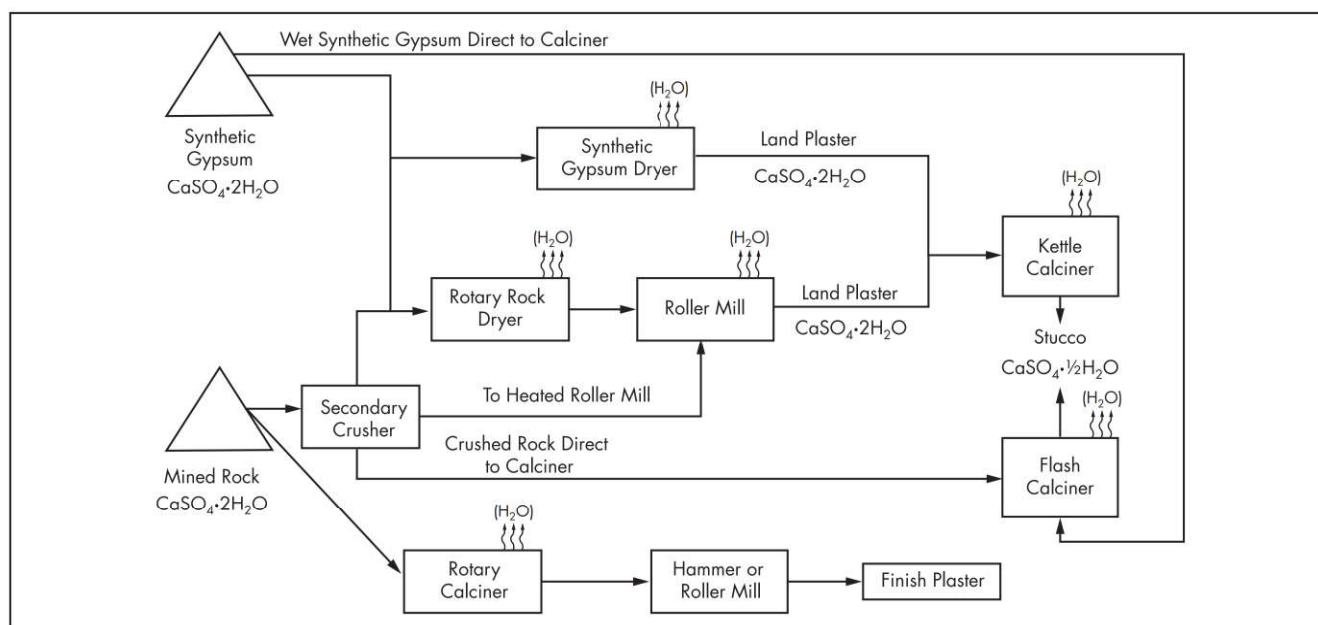 Wet Synthetic Gypsum Direct to Calciner
Synthetic
Gypsum
CaSO₄•2H₂O
(H₂O)
Synthetic
Gypsum Dryer
Land Plaster
CaSO₄•2H₂O
(H₂O)
Kettle
Calciner
(H₂O)
Rotary Rock
Dryer
(H₂O)
Roller Mill
Land Plaster
CaSO₄•2H₂O
Stucco
CaSO₄•½H₂O
Mined Rock
CaSO₄•2H₂O
Secondary
Crusher
To Heated Roller Mill
Crushed Rock Direct
to Calciner
(H₂O)
Flash
Calciner
(H₂O)
Rotary
Calciner
Hammer or
Roller Mill
Finish Plaster